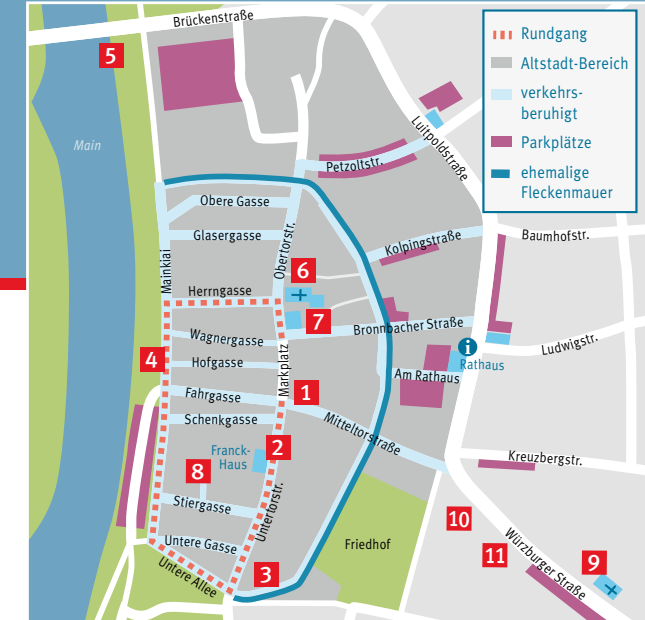 Brückenstraße
5
Main
Rundgang
Altstadt-Bereich
verkehrs-
beruhigt
Parkplätze
ehemalige
Fleckenmauer
Luitpoldstraße
Petzoltstr.
Obere Gasse
Glasergasse
Obertorstr.
Kolpingstraße
Baumhofstr.
Mainkiai
6
Herrngasse
7
Wagnergasse
Bronnbacher Straße
Ludwigstr.
i
Rathaus
4
Hofgasse
Markplatz
Am Rathaus
Fahrgasse
1
Schenkgasse
Mitteltorstraße
Franck-
Haus
2
8
Kreuzbergstr.
Stiergasse
Untertorstr.
10
Untere Gasse
Friedhof
11
Würzburger Straße
9
Untere Allee
3